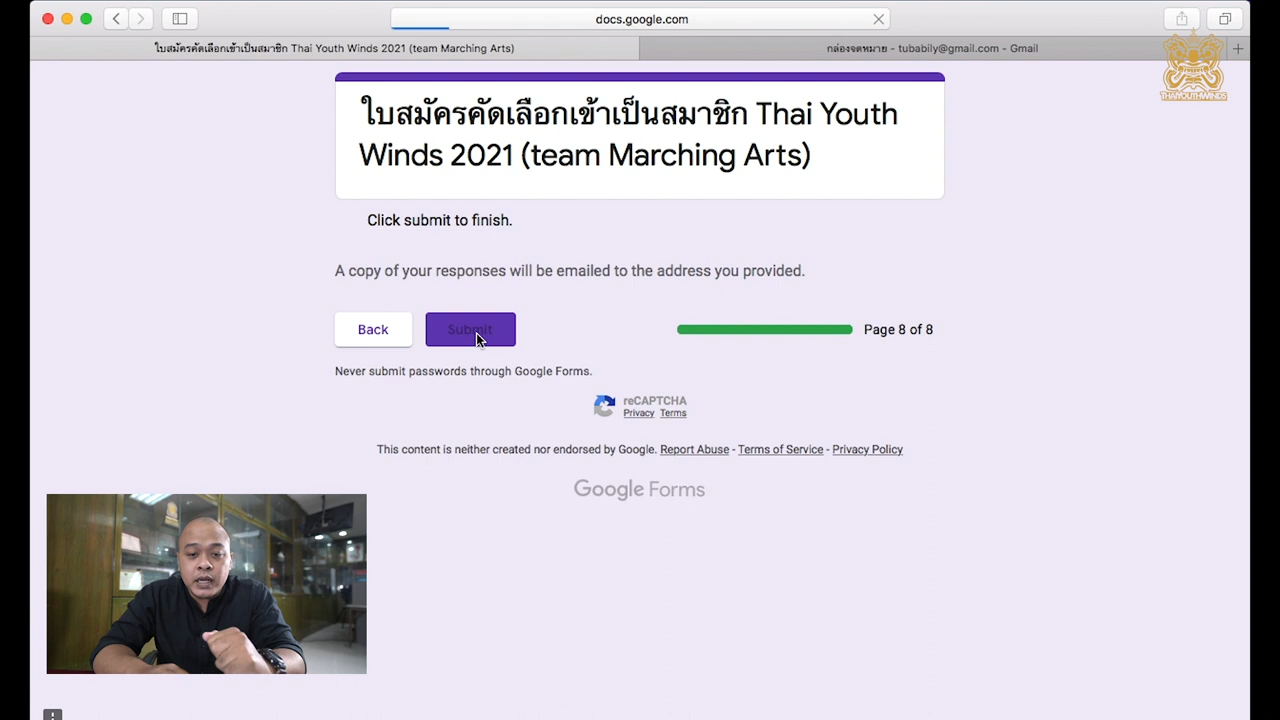 docs.google.com
ใบสมัครคัดเลือกเข้าเป็นสมาชิก Thai Youth Winds 2021 (team Marching Arts)
กล่องจดหมาย - tubabily@gmail.com - Gmail
THAIYOUTHWINDS
ใบสมัครคัดเลือกเข้าเป็นสมาชิก Thai Youth
Winds 2021 (team Marching Arts)
Click submit to finish.
A copy of your responses will be emailed to the address you provided.
Back
Submit
Page 8 of 8
Never submit passwords through Google Forms.
reCAPTCHA
Privacy Terms
This content is neither created nor endorsed by Google. Report Abuse - Terms of Service - Privacy Policy
Google Forms